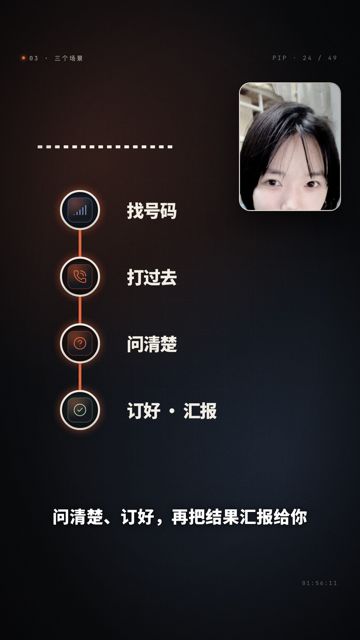 03 · 三个场景
PIP · 24 / 49
找号码
打过去
问清楚
订好 · 汇报
问清楚、订好，再把结果汇报给你
01:56:11